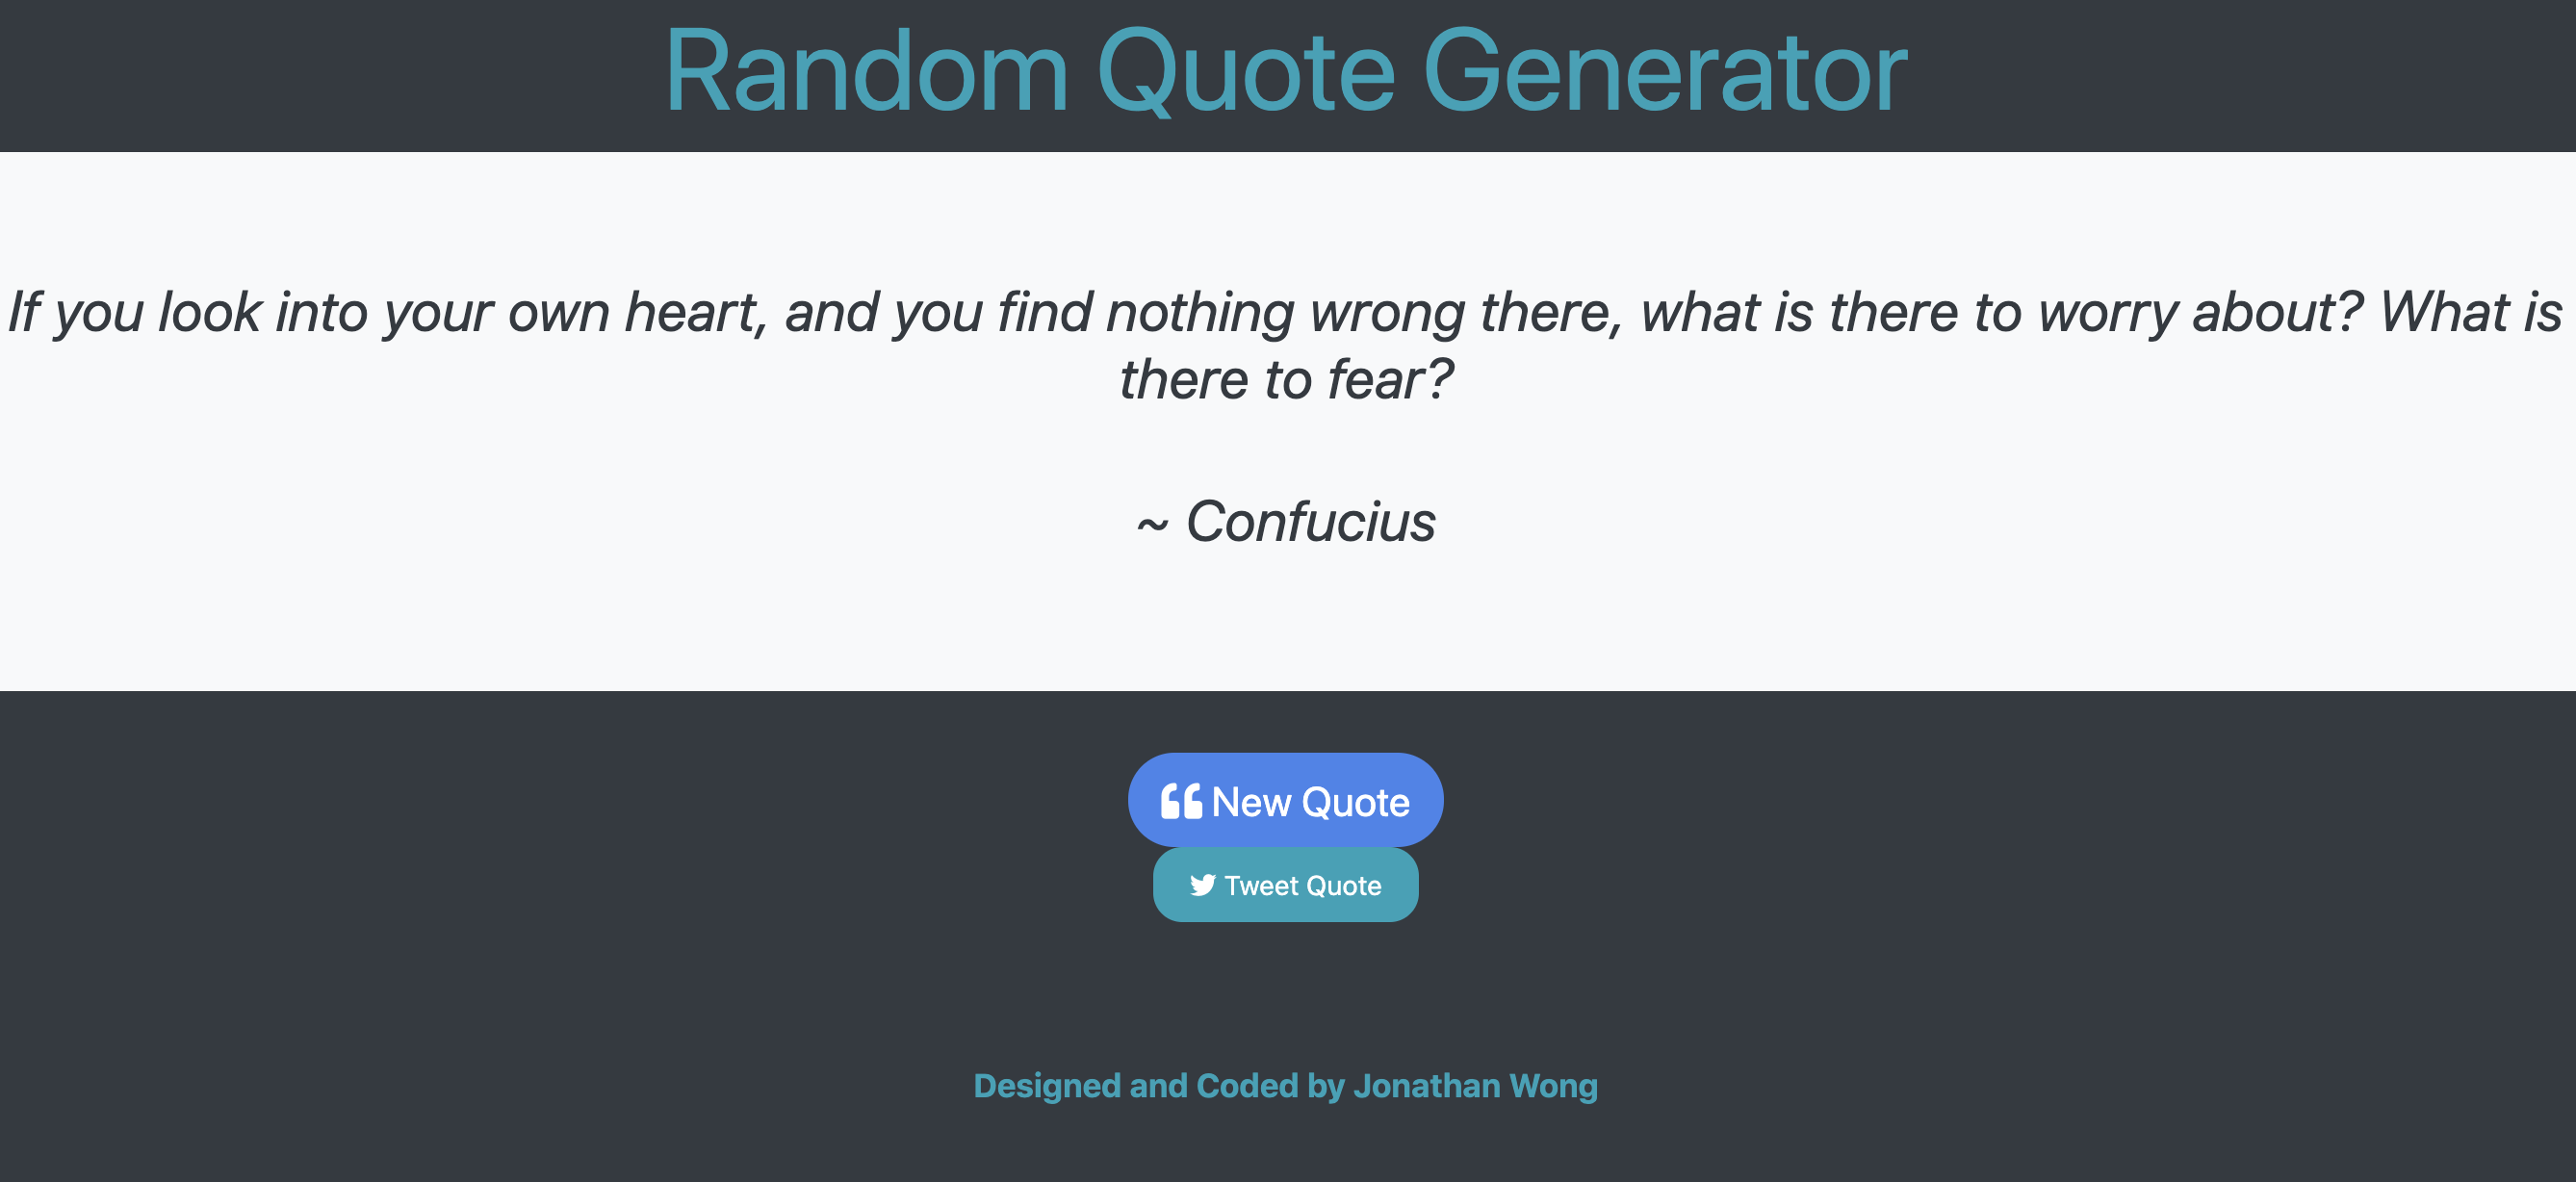 Random Quote Generator
If you look into your own heart, and you find nothing wrong there, what is there to worry about? What is
there to fear?
~ Confucius
New Quote
Tweet Quote
Designed and Coded by Jonathan Wong